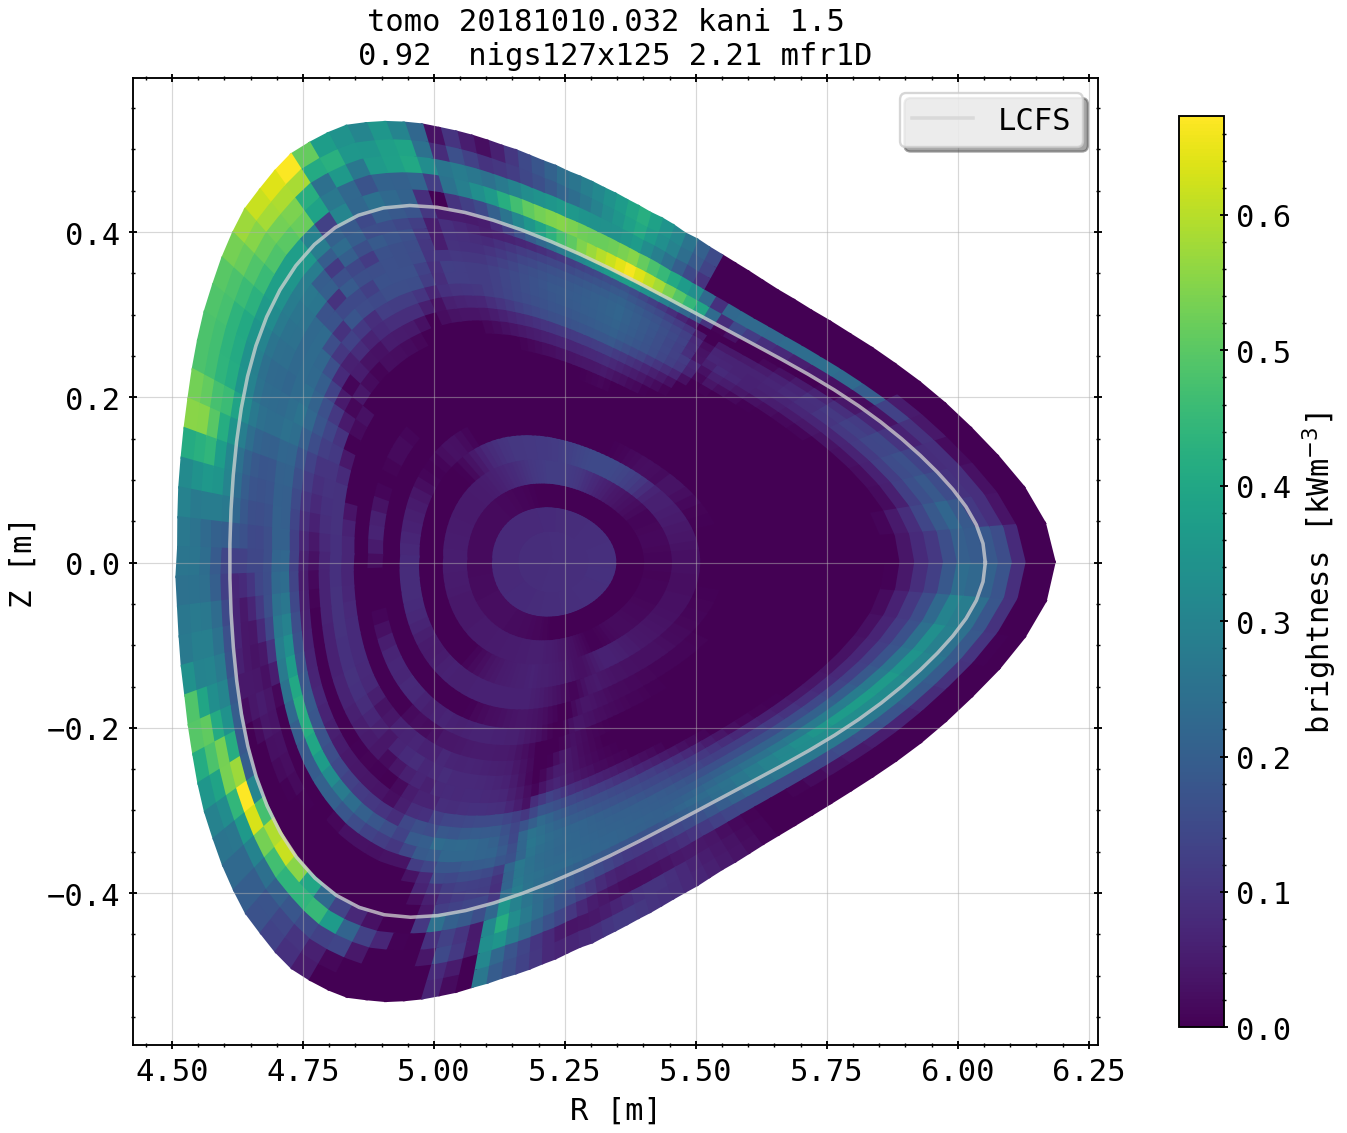 tomo 20181010.032 kani 1.5
0.92  nigs127x125 2.21 mfr1D
LCFS
0.4
0.2
0.0
−0.2
−0.4
Z [m]
4.50 4.75 5.00 5.25 5.50 5.75 6.00 6.25
R [m]
0.6
0.5
0.4
0.3
0.2
0.1
0.0
brightness [kWm⁻³]